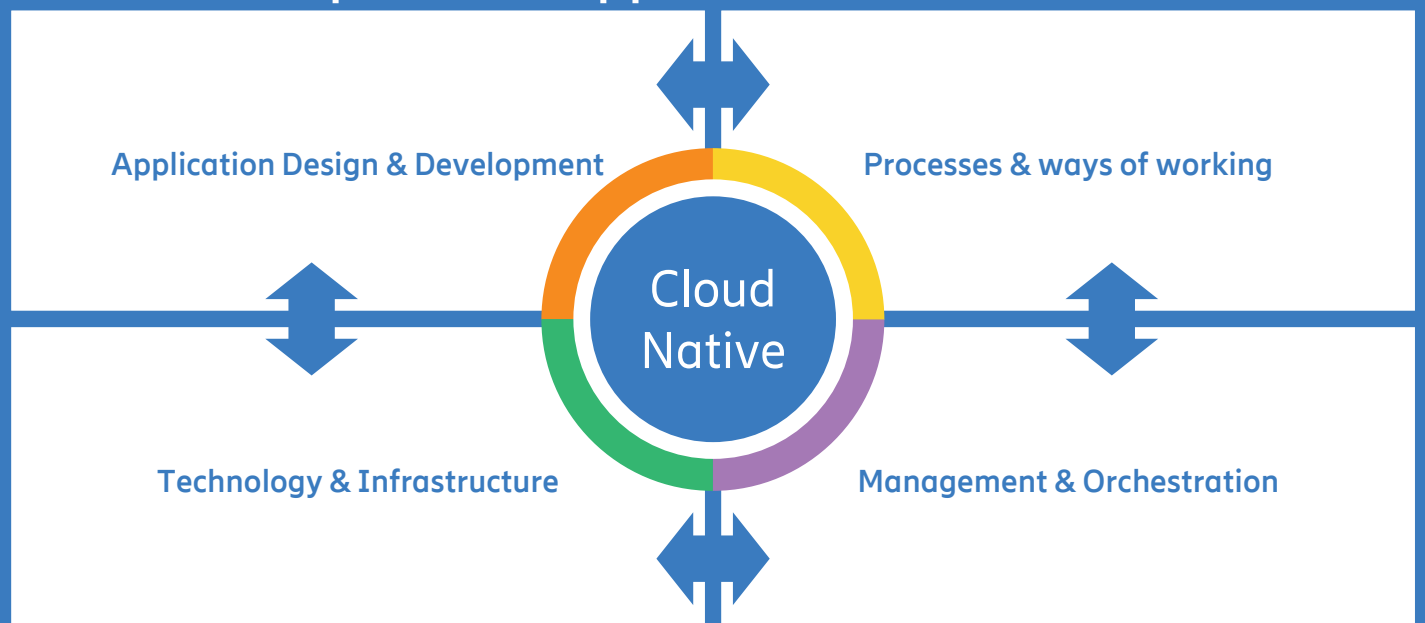 Application Design & Development
Processes & ways of working
Cloud
Native
Technology & Infrastructure
Management & Orchestration